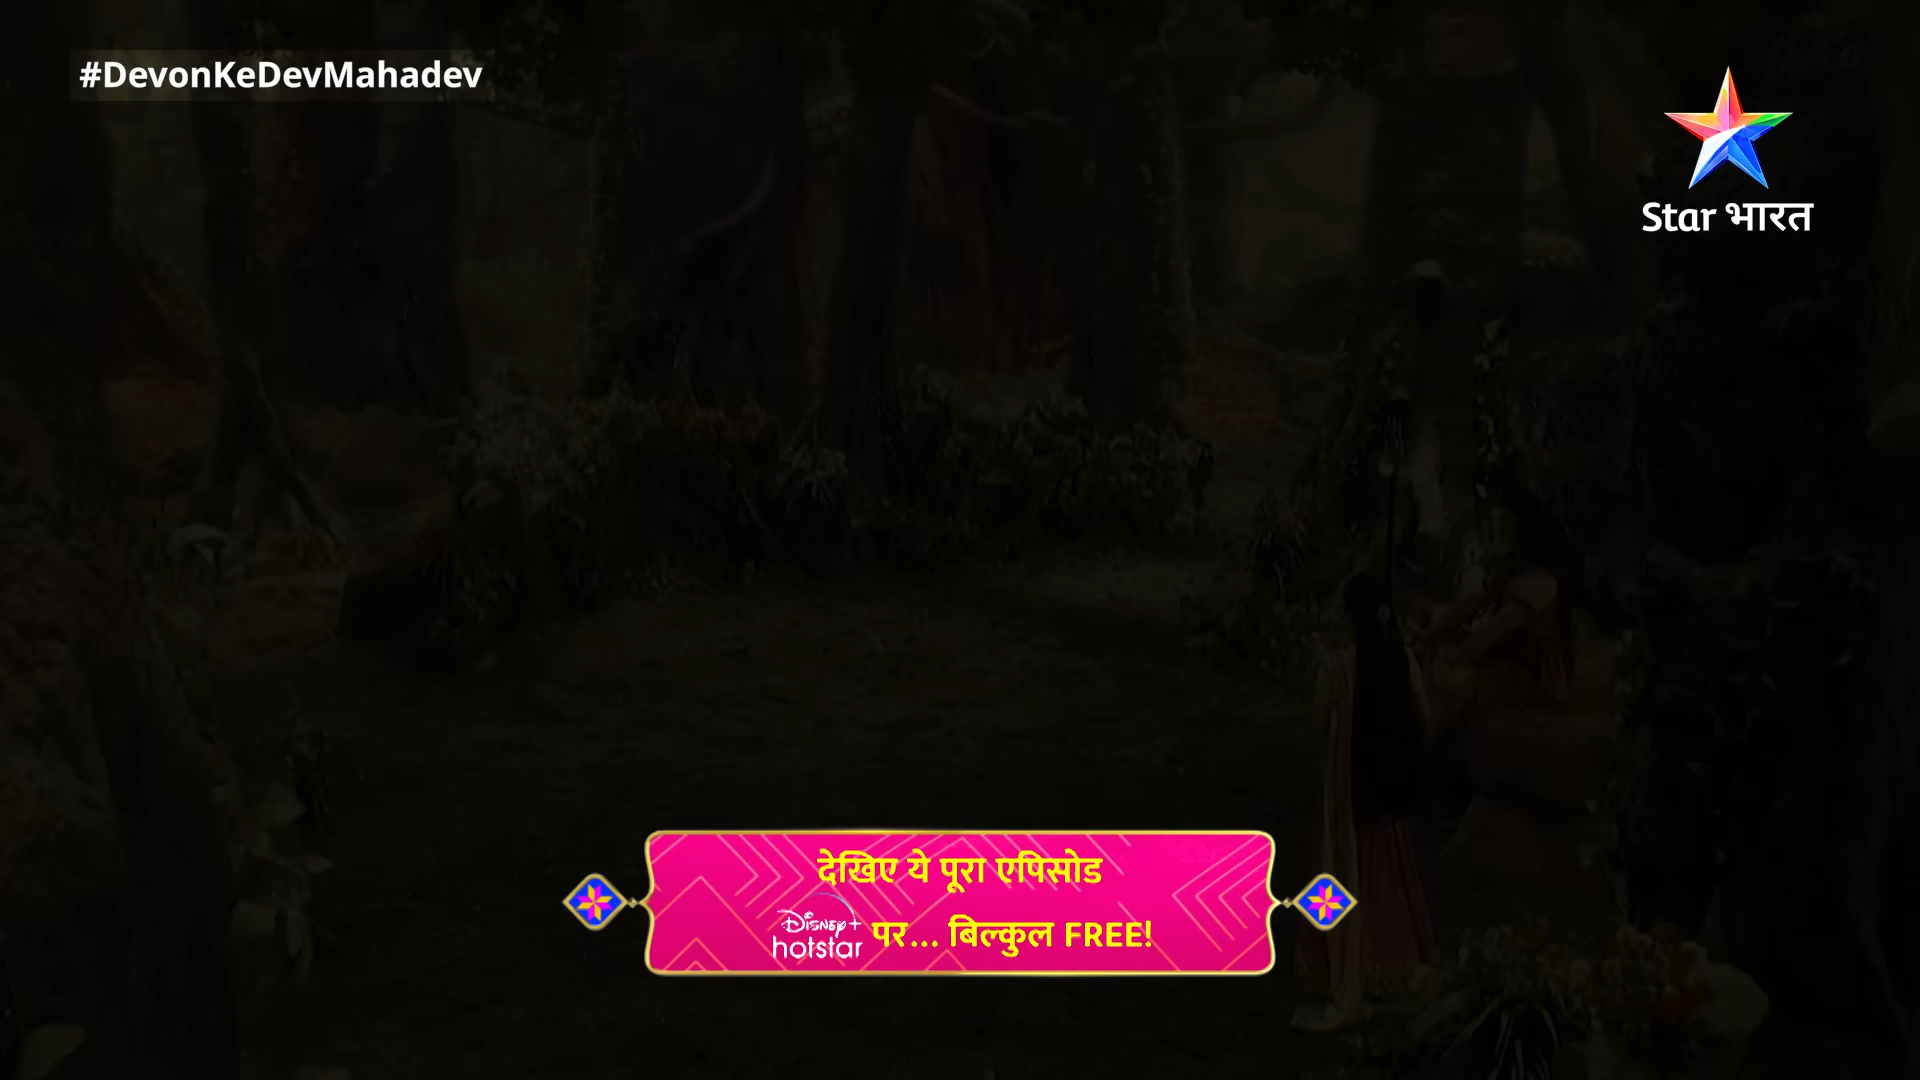 #DevonKeDevMahadev
Star भारत
देखिए ये पूरा एपिसोड
Disney+ hotstar पर... बिल्कुल FREE!